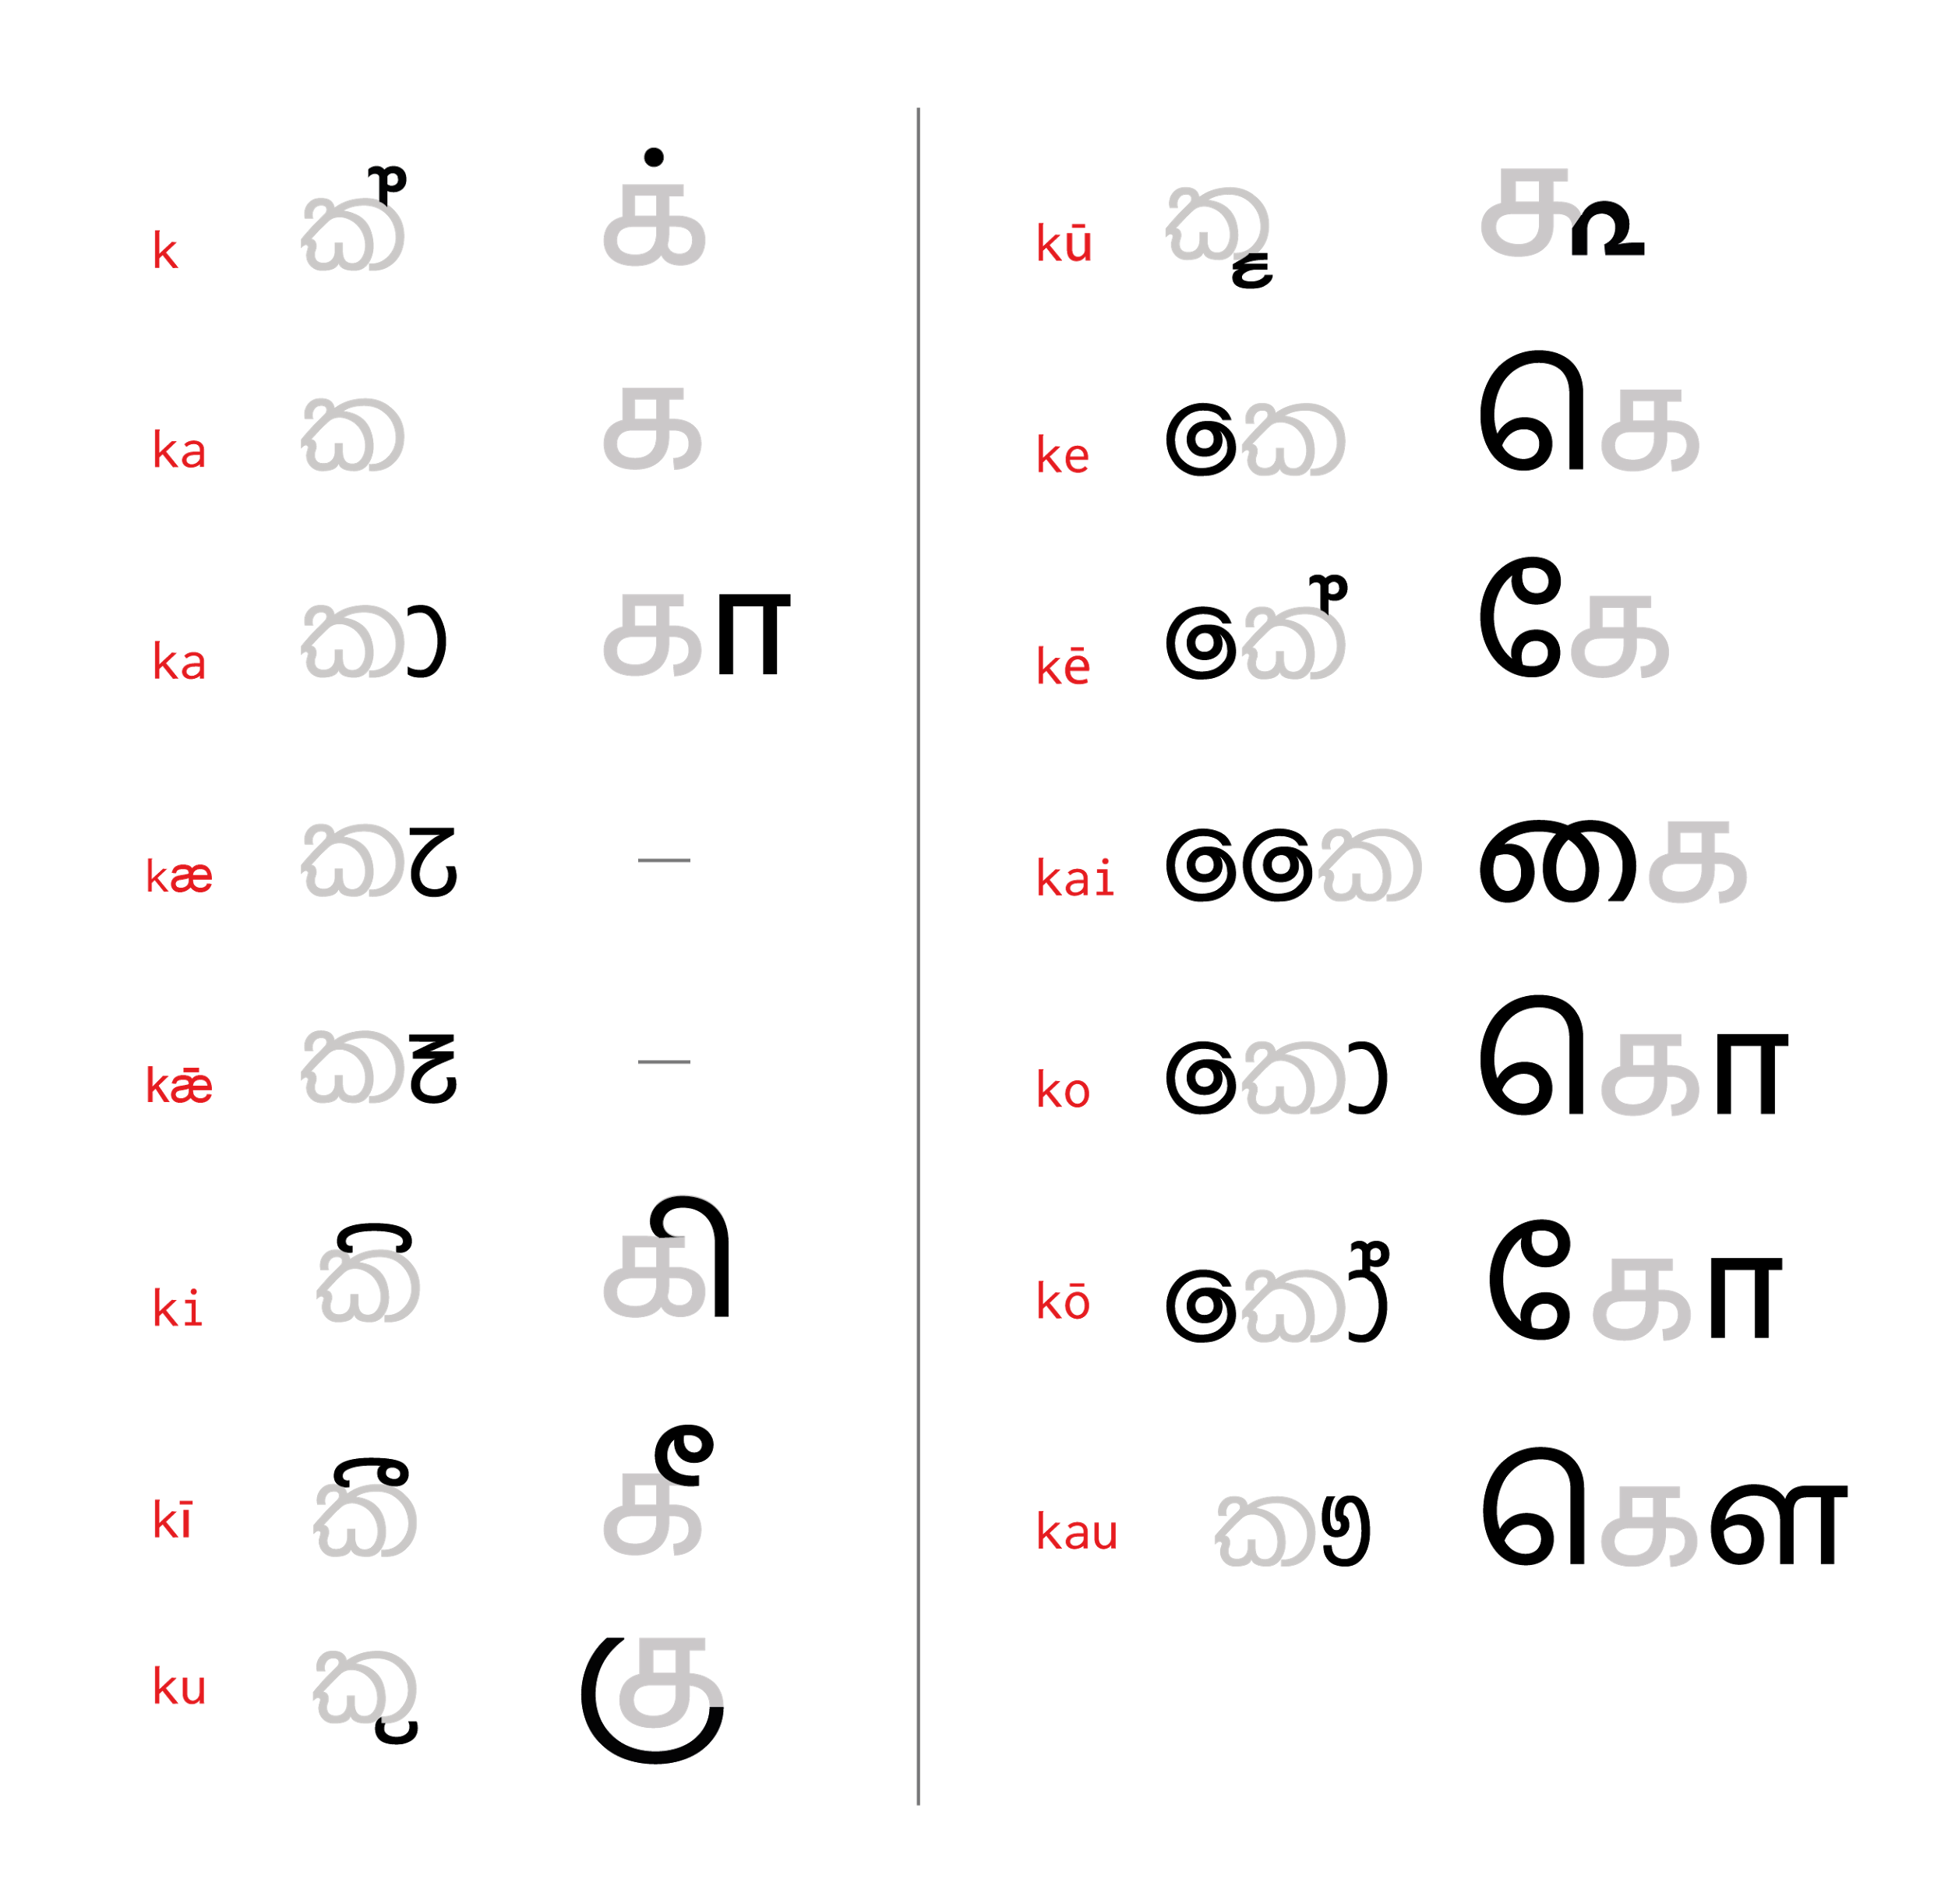 k ක් க்
ka ක க
ka කා கா
kæ කැ –
kǣ කෑ –
ki කි கி
kī කී கீ
ku කු கு
kū කූ கூ
ke කෙ கெ
kē කේ கே
kai කෛ கை
ko කො கொ
kō කෝ கோ
kau කෟ கௌ